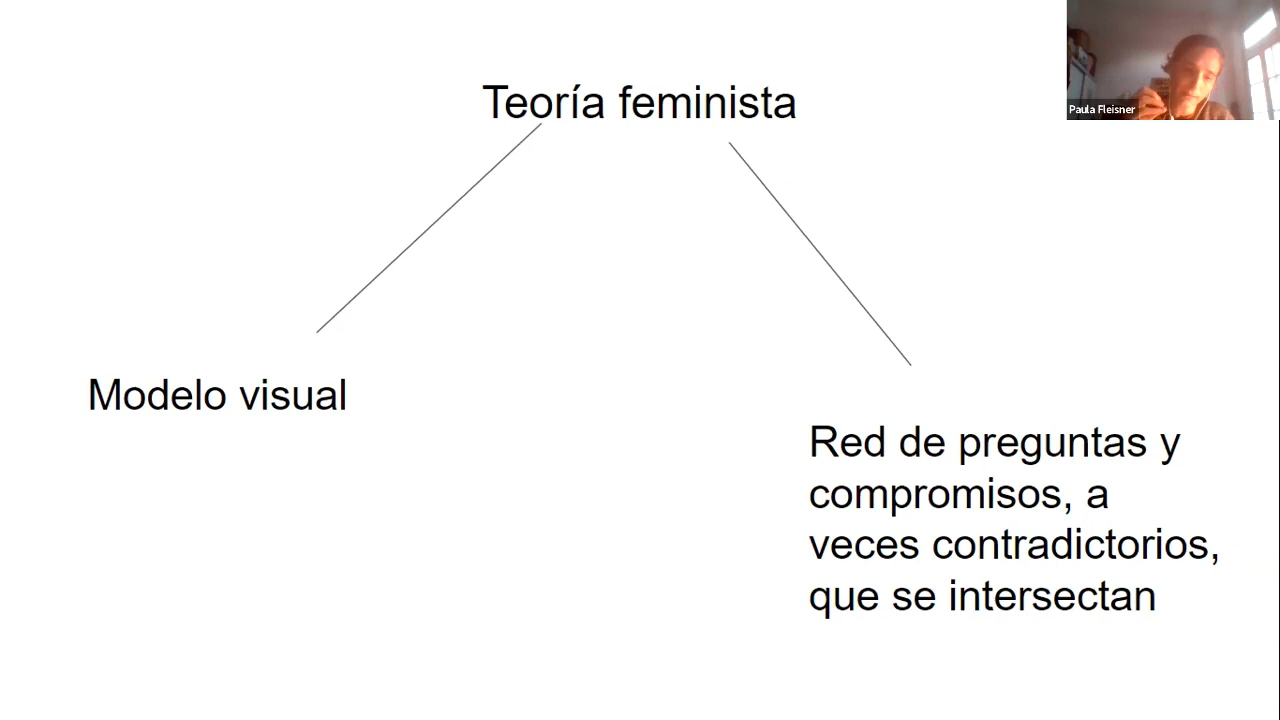 Teoría feminista
Paula Fleisner
Modelo visual
Red de preguntas y
compromisos, a
veces contradictorios,
que se intersectan